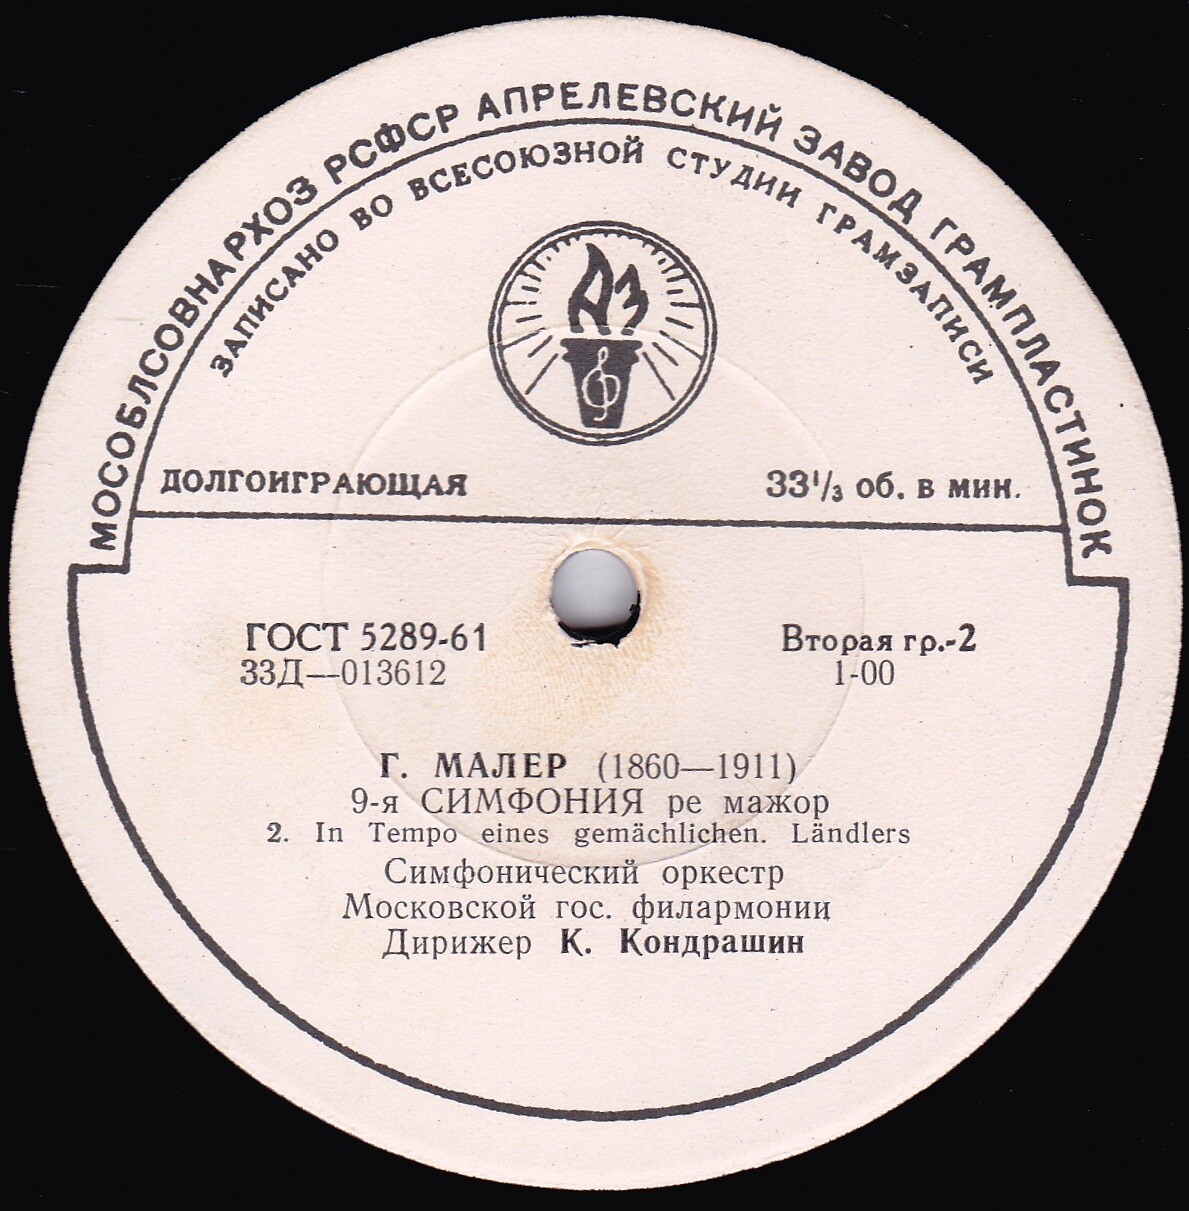 МОСОБЛСОВНАРХОЗ РСФСР АПРЕЛЕВСКИЙ ЗАВОД ГРАМПЛАСТИНОК
ЗАПИСАНО ВО ВСЕСОЮЗНОЙ СТУДИИ ГРАМЗАПИСИ
АЗ
ДОЛГОИГРАЮЩАЯ 33 1/3 об. в мин.
ГОСТ 5289-61 Вторая гр.-2
33Д—013612 1-00
Г. МАЛЕР (1860—1911)
9-я СИМФОНИЯ ре мажор
2. In Tempo eines gemächlichen. Ländlers
Симфонический оркестр
Московской гос. филармонии
Дирижер К. Кондрашин